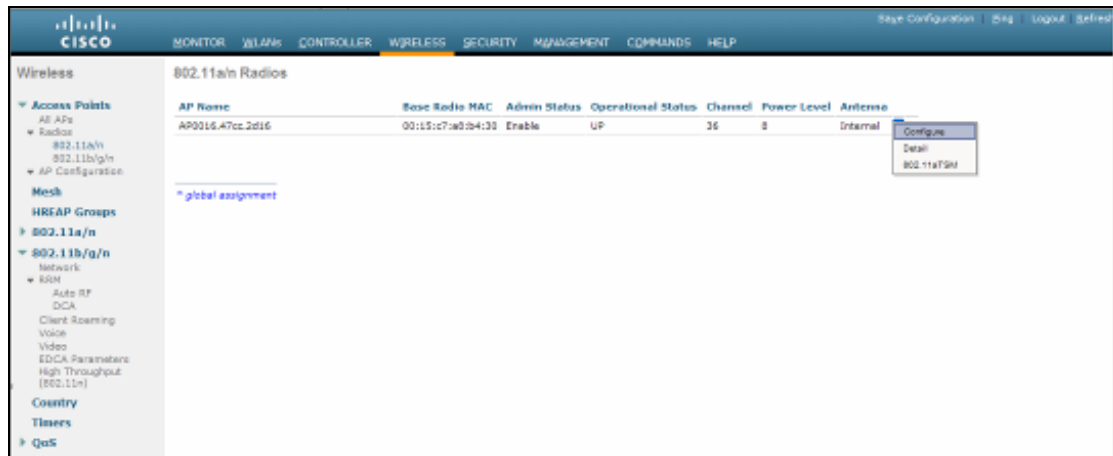 Save Configuration | Ping | Logout | Refresh
CISCO
MONITOR WLANs CONTROLLER WIRELESS SECURITY MANAGEMENT COMMANDS HELP
Wireless
802.11a/n Radios
Access Points
All APs
Radios
802.11a/n
802.11b/g/n
AP Configuration
Mesh
HREAP Groups
802.11a/n
802.11b/g/n
Network
RRM
Auto RF
DCA
Client Roaming
Voice
Video
EDCA Parameters
High Throughput
(802.11n)
Country
Timers
QoS
AP Name Base Radio MAC Admin Status Operational Status Channel Power Level Antenna
AP0016.47cc.2d16 00:15:c7:a8:b4:30 Enable UP 36 8 Internal
Configure
Detail
802.11aTSM
* global assignment